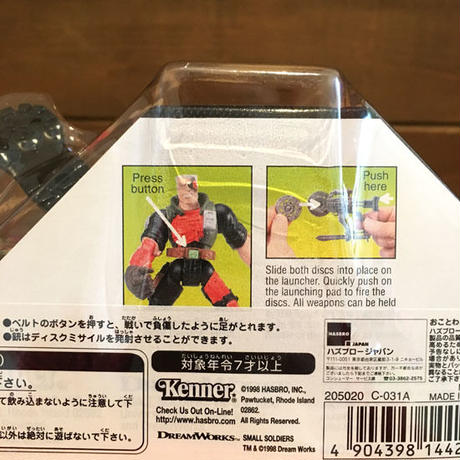 Press
button
Push
here
Slide both discs into place on
the launcher. Quickly push on
the launching pad to fire the
discs. All weapons can be held
●ベルトのボタンを押すと、戦いで負傷したように足がとれます。
●銃はディスクミサイルを発射させることができます。
対象年令7才以上
ださい。
て飲み込まないように注意して下
以外は絶対に遊ばないで下さい。
Kenner
Check Us Out On-Line!
http://www.hasbro.com
©1998 HASBRO, INC.,
Pawtucket, Rhode Island
02862.
All Rights Reserved.
DREAMWORKS™
SMALL SOLDIERS
TM & ©1998 Dream Works
HASBRO
JAPAN
ハズブロージャパン
205020 C-031A MADE
4 904398 1442
おことわり